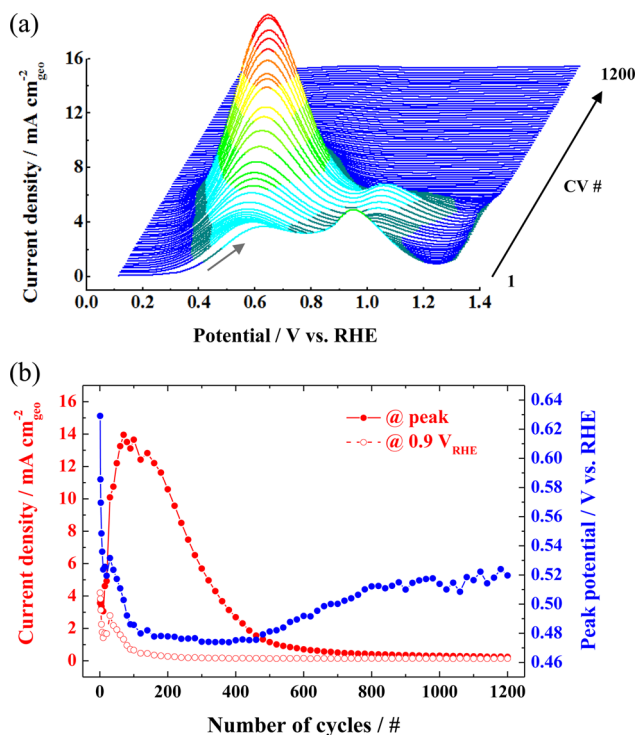 (a)
Current density / mA cm⁻²geo
16
12
8
4
0
0.0 0.2 0.4 0.6 0.8 1.0 1.2 1.4
Potential / V vs. RHE
1200
CV #
1
(b)
Current density / mA cm⁻²geo
16
14
12
10
8
6
4
2
0
@ peak
@ 0.9 VRHE
0.64
0.62
0.60
0.58
0.56
0.54
0.52
0.50
0.48
0.46
Peak potential / V vs. RHE
0 200 400 600 800 1000 1200
Number of cycles / #